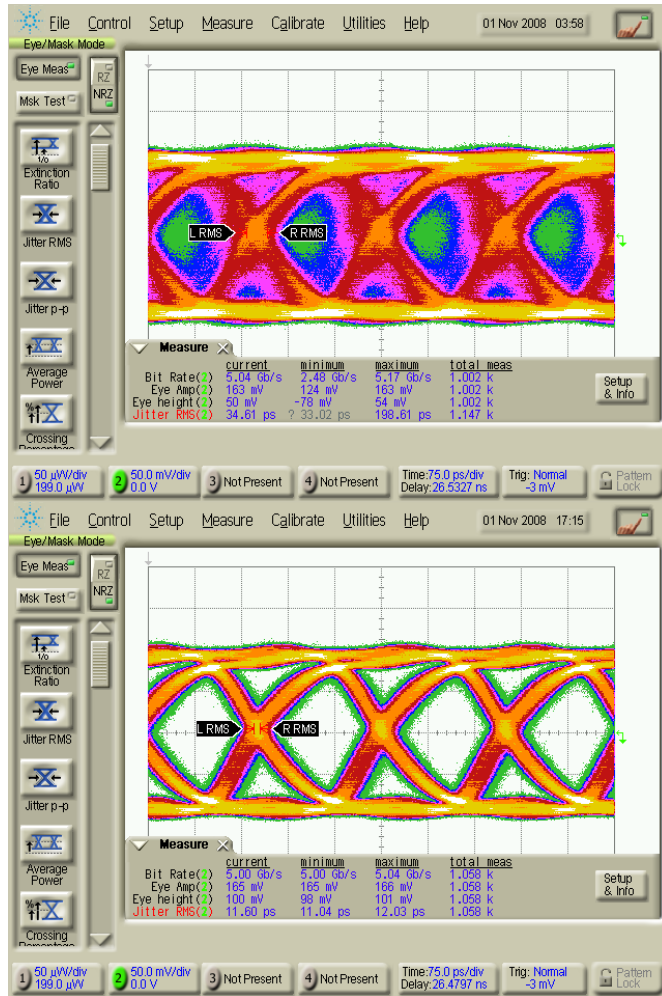 File Control Setup Measure Calibrate Utilities Help 01 Nov 2008 03:58
Eye/Mask Mode
Eye Meas
RZ
Msk Test
NRZ
1/0
Extinction
Ratio
L RMS R RMS
Jitter RMS
Jitter p-p
Measure
current minimum maximum total meas
Bit Rate(2) 5.04 Gb/s 2.48 Gb/s 5.17 Gb/s 1.002 k
Eye Amp(2) 163 mV 124 mV 163 mV 1.002 k
Eye height(2) 50 mV -78 mV 54 mV 1.002 k
Jitter RMS(2) 34.61 ps ? 33.02 ps 198.61 ps 1.147 k
Setup
& Info
Average
Power
%
Crossing
1 50 µW/div
199.0 µW
2 50.0 mV/div
0.0 V
3 Not Present
4 Not Present
Time:75.0 ps/div
Delay:26.5327 ns
Trig: Normal
-3 mV
Pattern
Lock
File Control Setup Measure Calibrate Utilities Help 01 Nov 2008 17:15
Eye/Mask Mode
Eye Meas
RZ
Msk Test
NRZ
1/0
Extinction
Ratio
L RMS R RMS
Jitter RMS
Jitter p-p
Measure
current minimum maximum total meas
Bit Rate(2) 5.00 Gb/s 5.00 Gb/s 5.04 Gb/s 1.058 k
Eye Amp(2) 165 mV 165 mV 166 mV 1.058 k
Eye height(2) 100 mV 98 mV 101 mV 1.058 k
Jitter RMS(2) 11.60 ps 11.04 ps 12.03 ps 1.058 k
Setup
& Info
Average
Power
%
Crossing
1 50 µW/div
199.0 µW
2 50.0 mV/div
0.0 V
3 Not Present
4 Not Present
Time:75.0 ps/div
Delay:26.4797 ns
Trig: Normal
-3 mV
Pattern
Lock